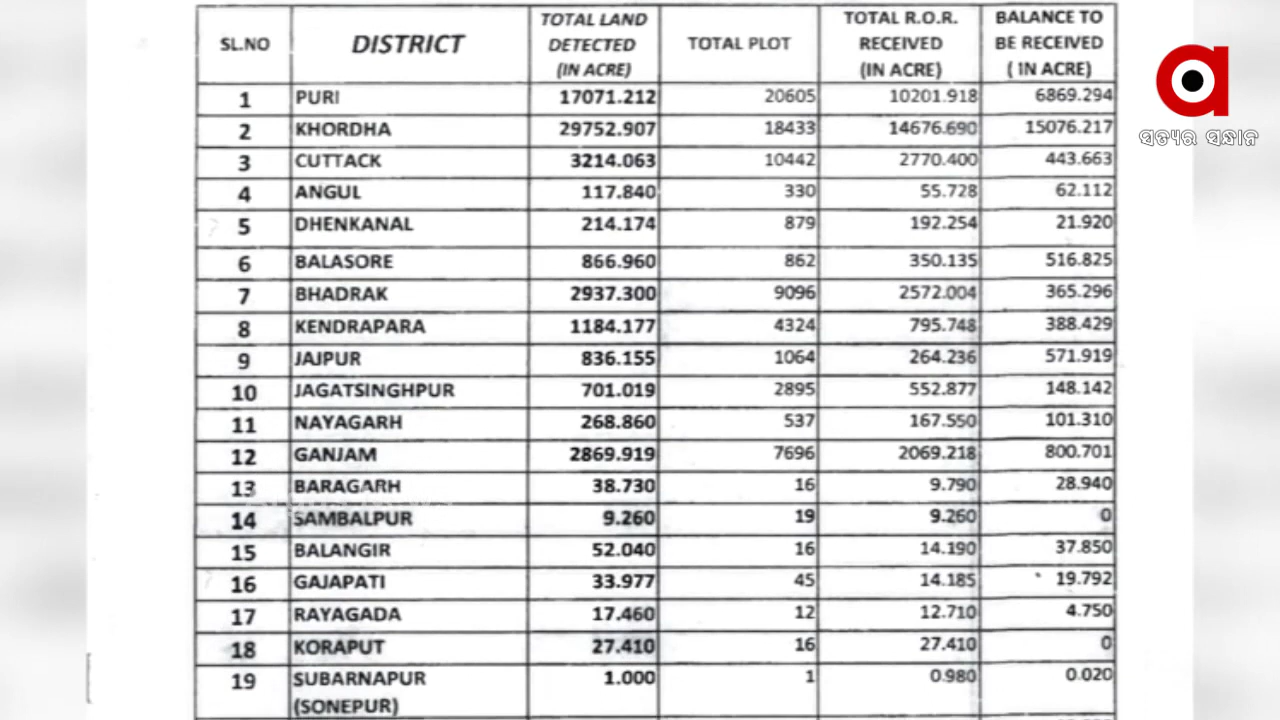 SL.NO DISTRICT TOTAL LAND DETECTED (IN ACRE) TOTAL PLOT TOTAL R.O.R. RECEIVED (IN ACRE) BALANCE TO BE RECEIVED ( IN ACRE)
1 PURI 17071.212 20605 10201.918 6869.294
2 KHORDHA 29752.907 18433 14676.690 15076.217
3 CUTTACK 3214.063 10442 2770.400 443.663
4 ANGUL 117.840 330 55.728 62.112
5 DHENKANAL 214.174 879 192.254 21.920
6 BALASORE 866.960 862 350.135 516.825
7 BHADRAK 2937.300 9096 2572.004 365.296
8 KENDRAPARA 1184.177 4324 795.748 388.429
9 JAJPUR 836.155 1064 264.236 571.919
10 JAGATSINGHPUR 701.019 2895 552.877 148.142
11 NAYAGARH 268.860 537 167.550 101.310
12 GANJAM 2869.919 7696 2069.218 800.701
13 BARAGARH 38.730 16 9.790 28.940
14 SAMBALPUR 9.260 19 9.260 0
15 BALANGIR 52.040 16 14.190 37.850
16 GAJAPATI 33.977 45 14.185 19.792
17 RAYAGADA 17.460 12 12.710 4.750
18 KORAPUT 27.410 16 27.410 0
19 SUBARNAPUR (SONEPUR) 1.000 1 0.980 0.020
ସତ୍ୟର ସନ୍ଧାନ